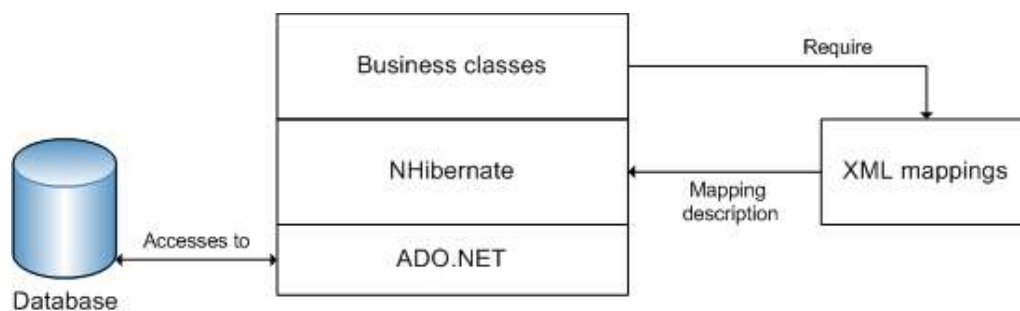 Business classes
Require
NHibernate
XML mappings
Mapping
description
Accesses to
ADO.NET
Database